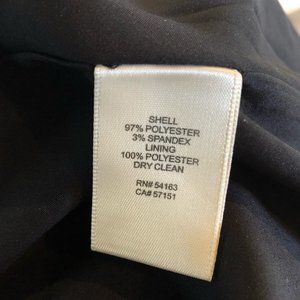 SHELL
97% POLYESTER
3% SPANDEX
LINING
100% POLYESTER
DRY CLEAN
RN# 54163
CA# 57151